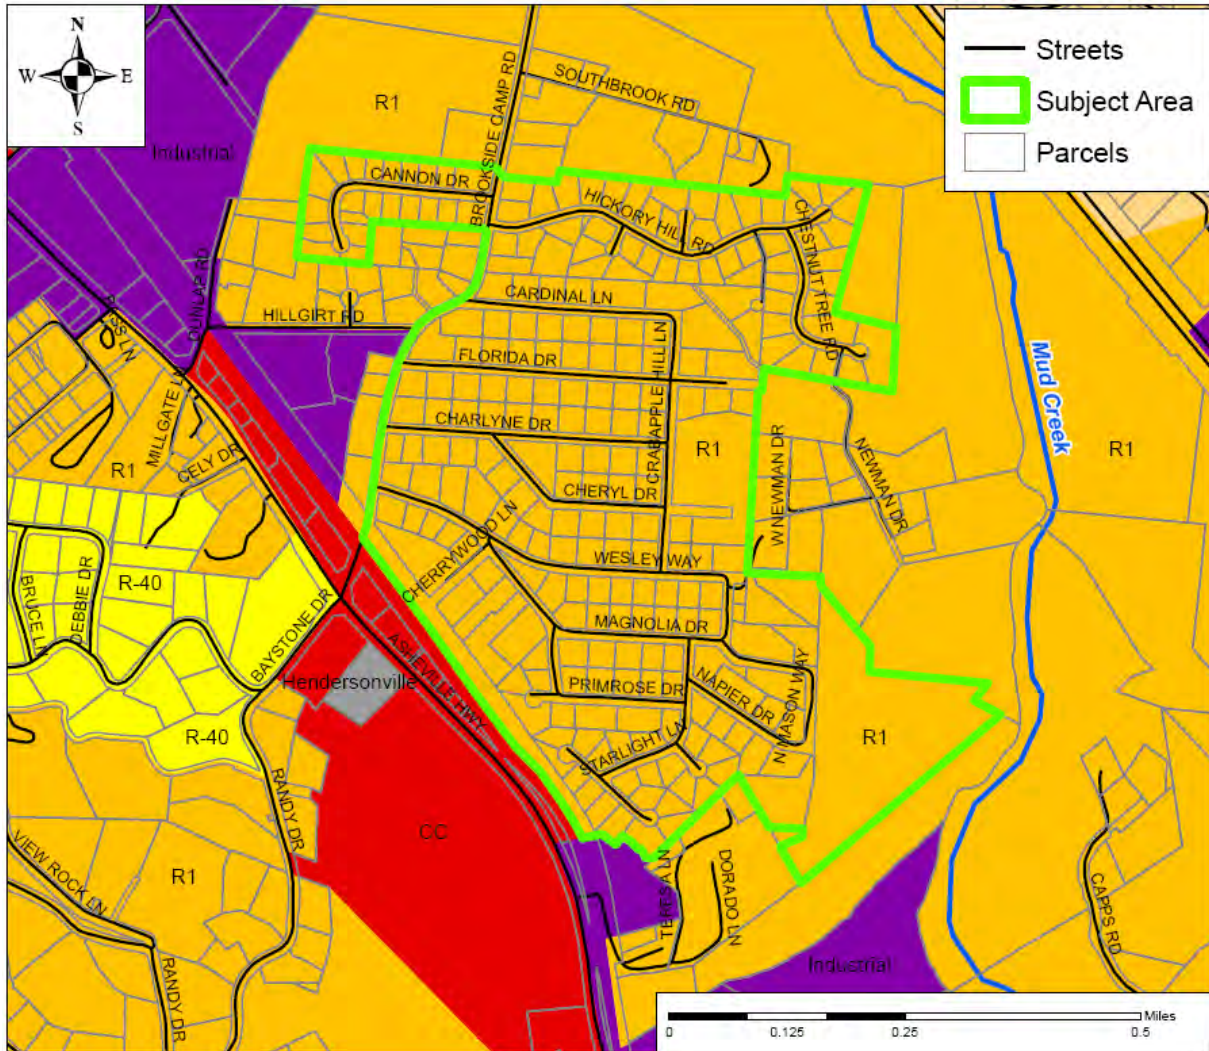 N
W E
S
Streets
Subject Area
Parcels
SOUTHBROOK RD
R1
BROOKSIDE CAMP RD
Industrial
CANNON DR
HICKORY HILL RD
CHESTNUT TREE RD
DUNLAP RD
CARDINAL LN
HILLGIRT RD
FLORIDA DR
CRABAPPLE HILL LN
Mud Creek
MILLGATE LN
CHARLYNE DR
R1
R1
R1
CELY DR
W NEWMAN DR
NEWMAN DR
CHERYL DR
CHERRYWOOD LN
WESLEY WAY
R-40
BRUCE LN
DEBBIE DR
BAYSTONE DR
MAGNOLIA DR
Hendersonville
ASHEVILLE HWY
PRIMROSE DR
NAPIER DR
N MASON WAY
R-40
R1
STARLIGHT LN
RANDY DR
CC
VIEW ROCK LN
R1
TERESA LN
DORADO LN
CAPPS RD
RANDY DR
Industrial
Miles
0 0.125 0.25 0.5